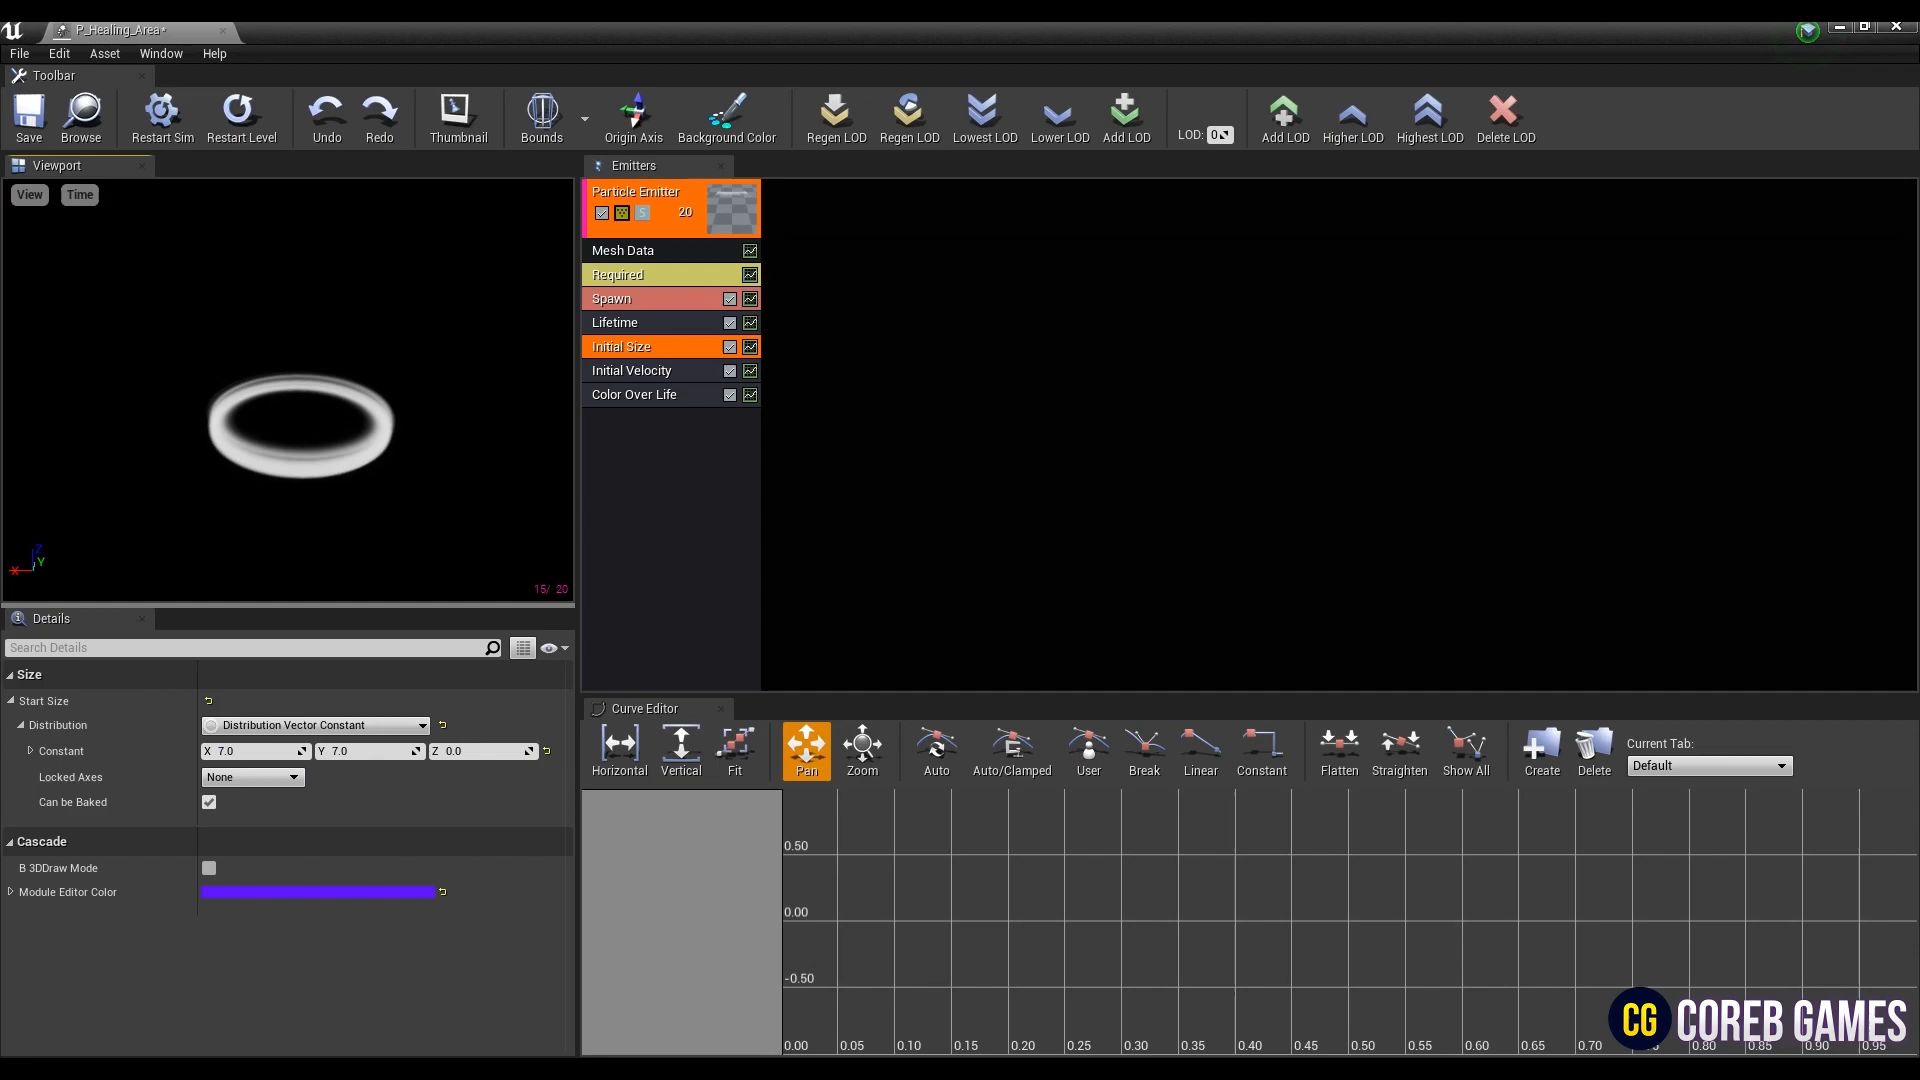 P_Healing_Area*
File Edit Asset Window Help
Toolbar
Save Browse Restart Sim Restart Level Undo Redo Thumbnail Bounds Origin Axis Background Color Regen LOD Regen LOD Lowest LOD Lower LOD Add LOD LOD: 0 Add LOD Higher LOD Highest LOD Delete LOD
Viewport
View Time
Z
Y
X
15/ 20
Emitters
Particle Emitter
S 20
Mesh Data
Required
Spawn
Lifetime
Initial Size
Initial Velocity
Color Over Life
Details
Search Details
Size
Start Size
Distribution Distribution Vector Constant
Constant X 7.0 Y 7.0 Z 0.0
Locked Axes None
Can be Baked
Cascade
B 3DDraw Mode
Module Editor Color
Curve Editor
Horizontal Vertical Fit Pan Zoom Auto Auto/Clamped User Break Linear Constant Flatten Straighten Show All Create Delete
Current Tab:
Default
0.50
0.00
-0.50
0.00 0.05 0.10 0.15 0.20 0.25 0.30 0.35 0.40 0.45 0.50 0.55 0.60 0.65 0.70 0.80 0.85 0.90 0.95
CG COREB GAMES